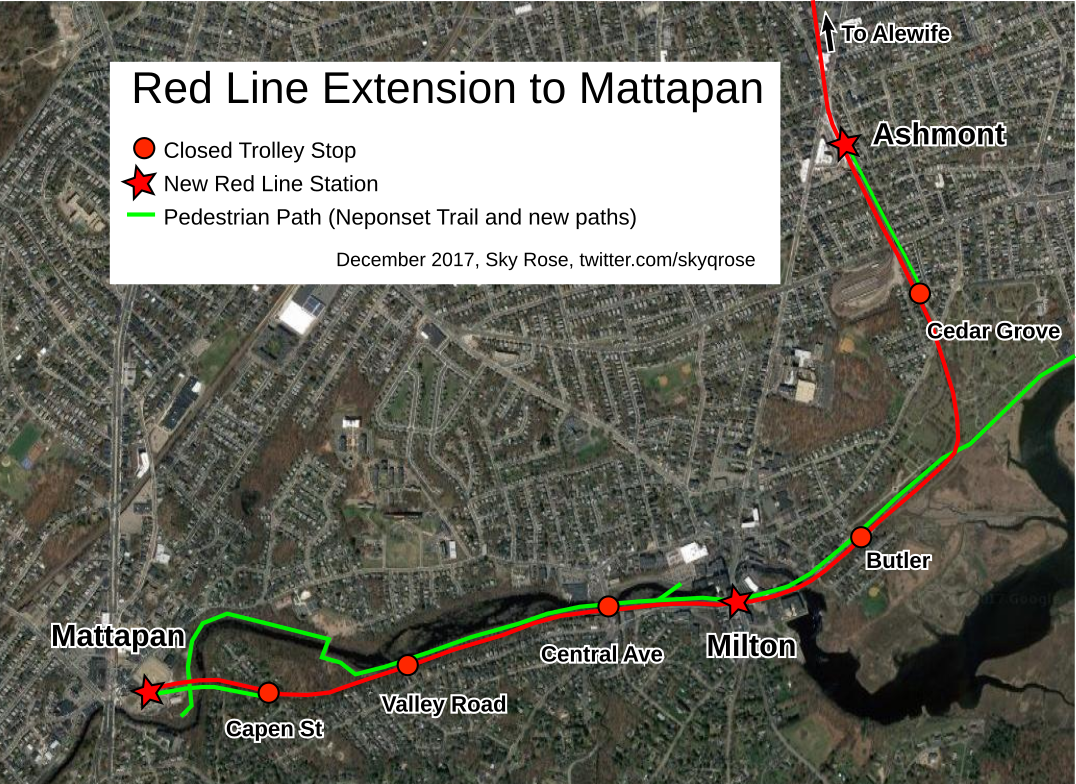 To Alewife
Red Line Extension to Mattapan
Ashmont
Closed Trolley Stop
New Red Line Station
Pedestrian Path (Neponset Trail and new paths)
December 2017, Sky Rose, twitter.com/skyqrose
Cedar Grove
Butler
Mattapan
Milton
Central Ave
Valley Road
Capen St